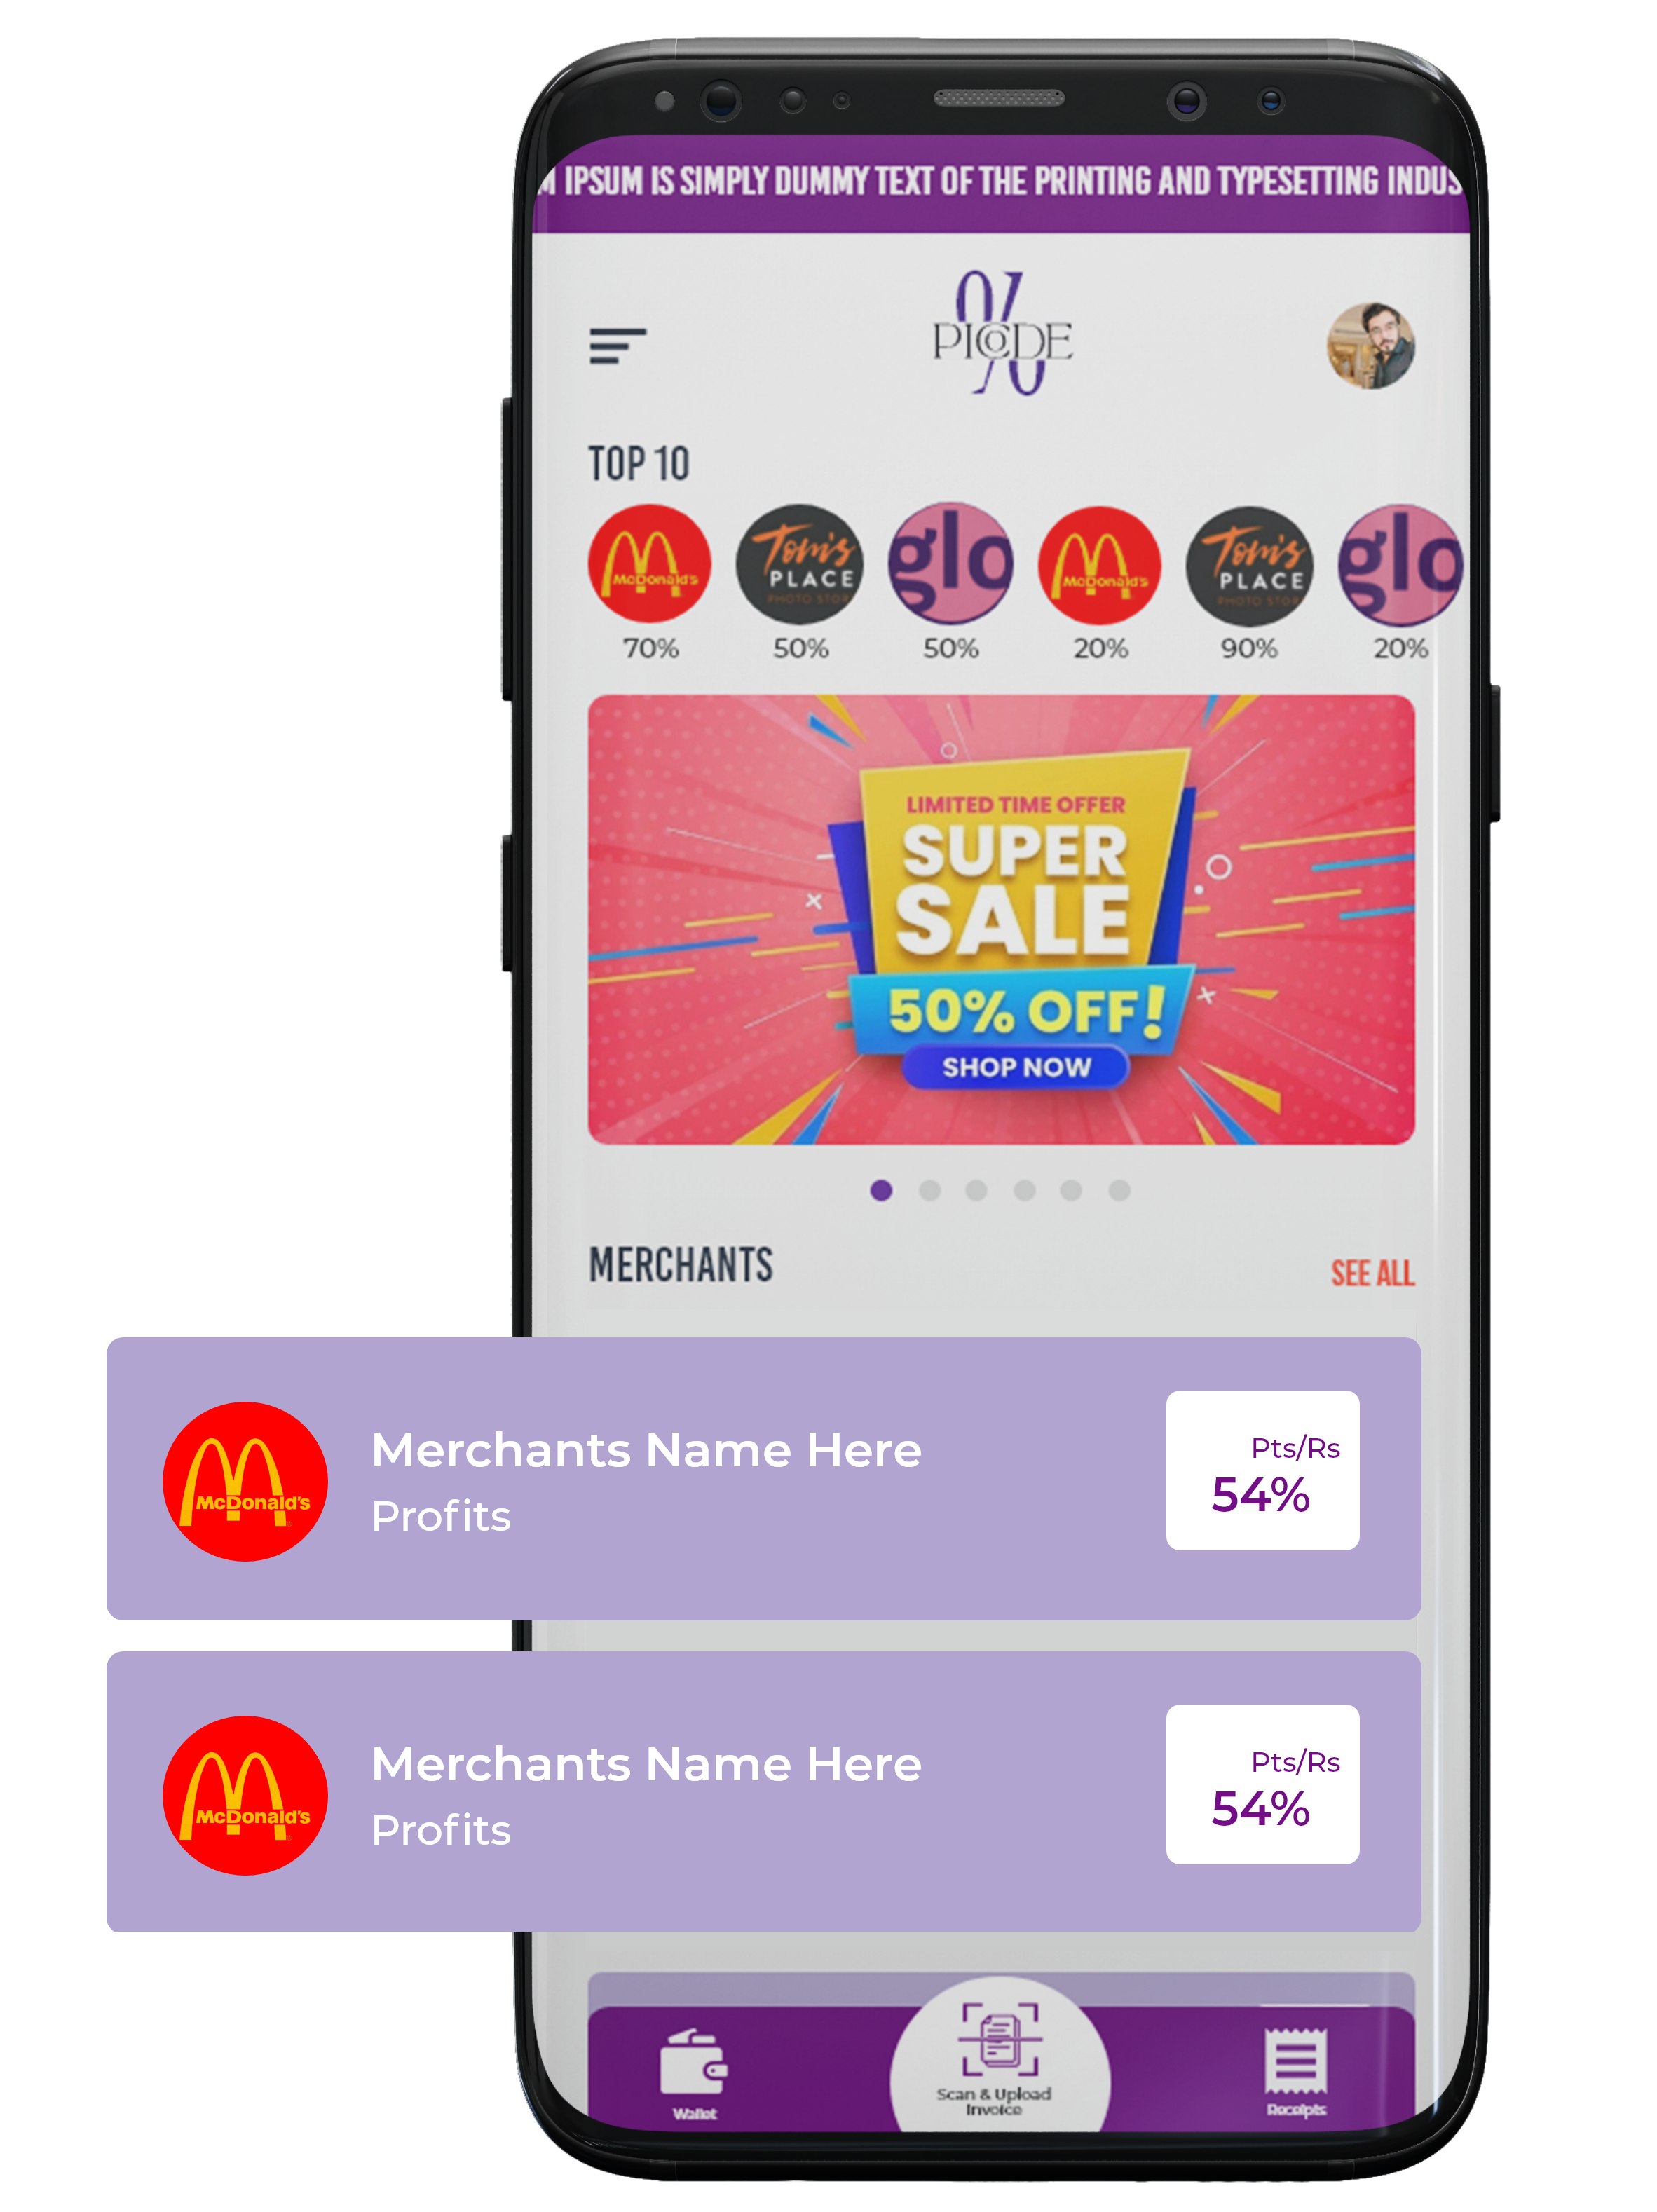 M IPSUM IS SIMPLY DUMMY TEXT OF THE PRINTING AND TYPESETTING INDUS
%
PICODE
TOP 10
McDonald's
Tom's
PLACE
PHOTO STOR
glo
McDonald's
Tom's
PLACE
PHOTO STOR
glo
70%
50%
50%
20%
90%
20%
LIMITED TIME OFFER
SUPER
SALE
50% OFF!
SHOP NOW
MERCHANTS
SEE ALL
McDonald's
Merchants Name Here
Profits
Pts/Rs
54%
McDonald's
Merchants Name Here
Profits
Pts/Rs
54%
Wallet
Scan & Upload
Invoice
Receipts